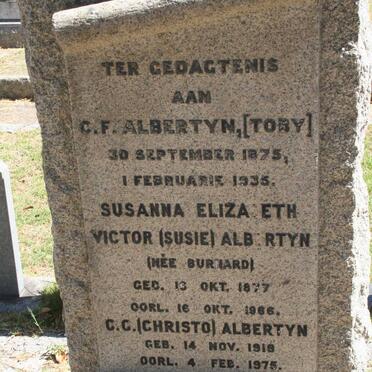 TER GEDAGTENIS
AAN
C.F. ALBERTYN, [TOBY]
30 SEPTEMBER 1875,
1 FEBRUARIE 1935.
SUSANNA ELIZA ETH
VICTOR (SUSIE) ALB RTYN
(NÉE BURNARD)
GEB. 13 OKT. 1877
OORL. 16 OKT. 1966.
C.C. (CHRISTO) ALBERTYN
GEB. 14 NOV. 1918
OORL. 4 FEB. 1975.